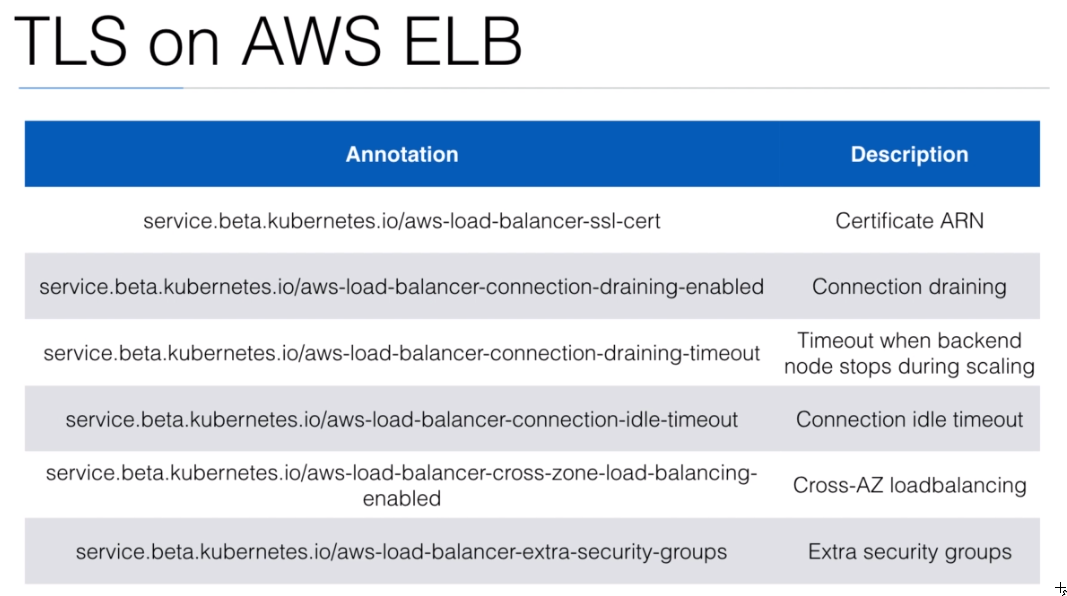 TLS on AWS ELB
Annotation Description
service.beta.kubernetes.io/aws-load-balancer-ssl-cert Certificate ARN
service.beta.kubernetes.io/aws-load-balancer-connection-draining-enabled Connection draining
service.beta.kubernetes.io/aws-load-balancer-connection-draining-timeout Timeout when backend
node stops during scaling
service.beta.kubernetes.io/aws-load-balancer-connection-idle-timeout Connection idle timeout
service.beta.kubernetes.io/aws-load-balancer-cross-zone-load-balancing-
enabled Cross-AZ loadbalancing
service.beta.kubernetes.io/aws-load-balancer-extra-security-groups Extra security groups